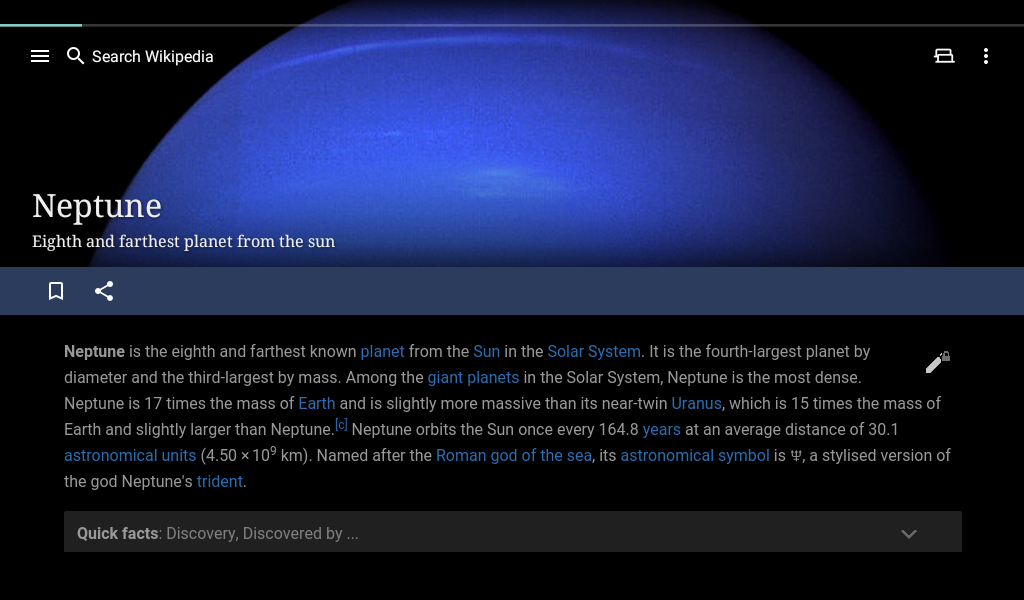 Search Wikipedia
Neptune
Eighth and farthest planet from the sun
Neptune is the eighth and farthest known planet from the Sun in the Solar System. It is the fourth-largest planet by
diameter and the third-largest by mass. Among the giant planets in the Solar System, Neptune is the most dense.
Neptune is 17 times the mass of Earth and is slightly more massive than its near-twin Uranus, which is 15 times the mass of
Earth and slightly larger than Neptune.[c] Neptune orbits the Sun once every 164.8 years at an average distance of 30.1
astronomical units (4.50 × 10⁹ km). Named after the Roman god of the sea, its astronomical symbol is ♆, a stylised version of
the god Neptune's trident.
Quick facts: Discovery, Discovered by ...